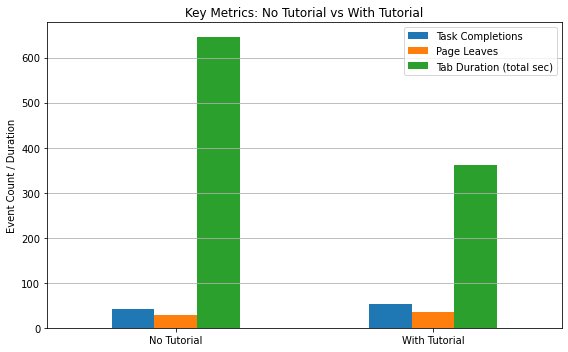 Key Metrics: No Tutorial vs With Tutorial
Task Completions
Page Leaves
Tab Duration (total sec)
Event Count / Duration
600
500
400
300
200
100
0
No Tutorial
With Tutorial